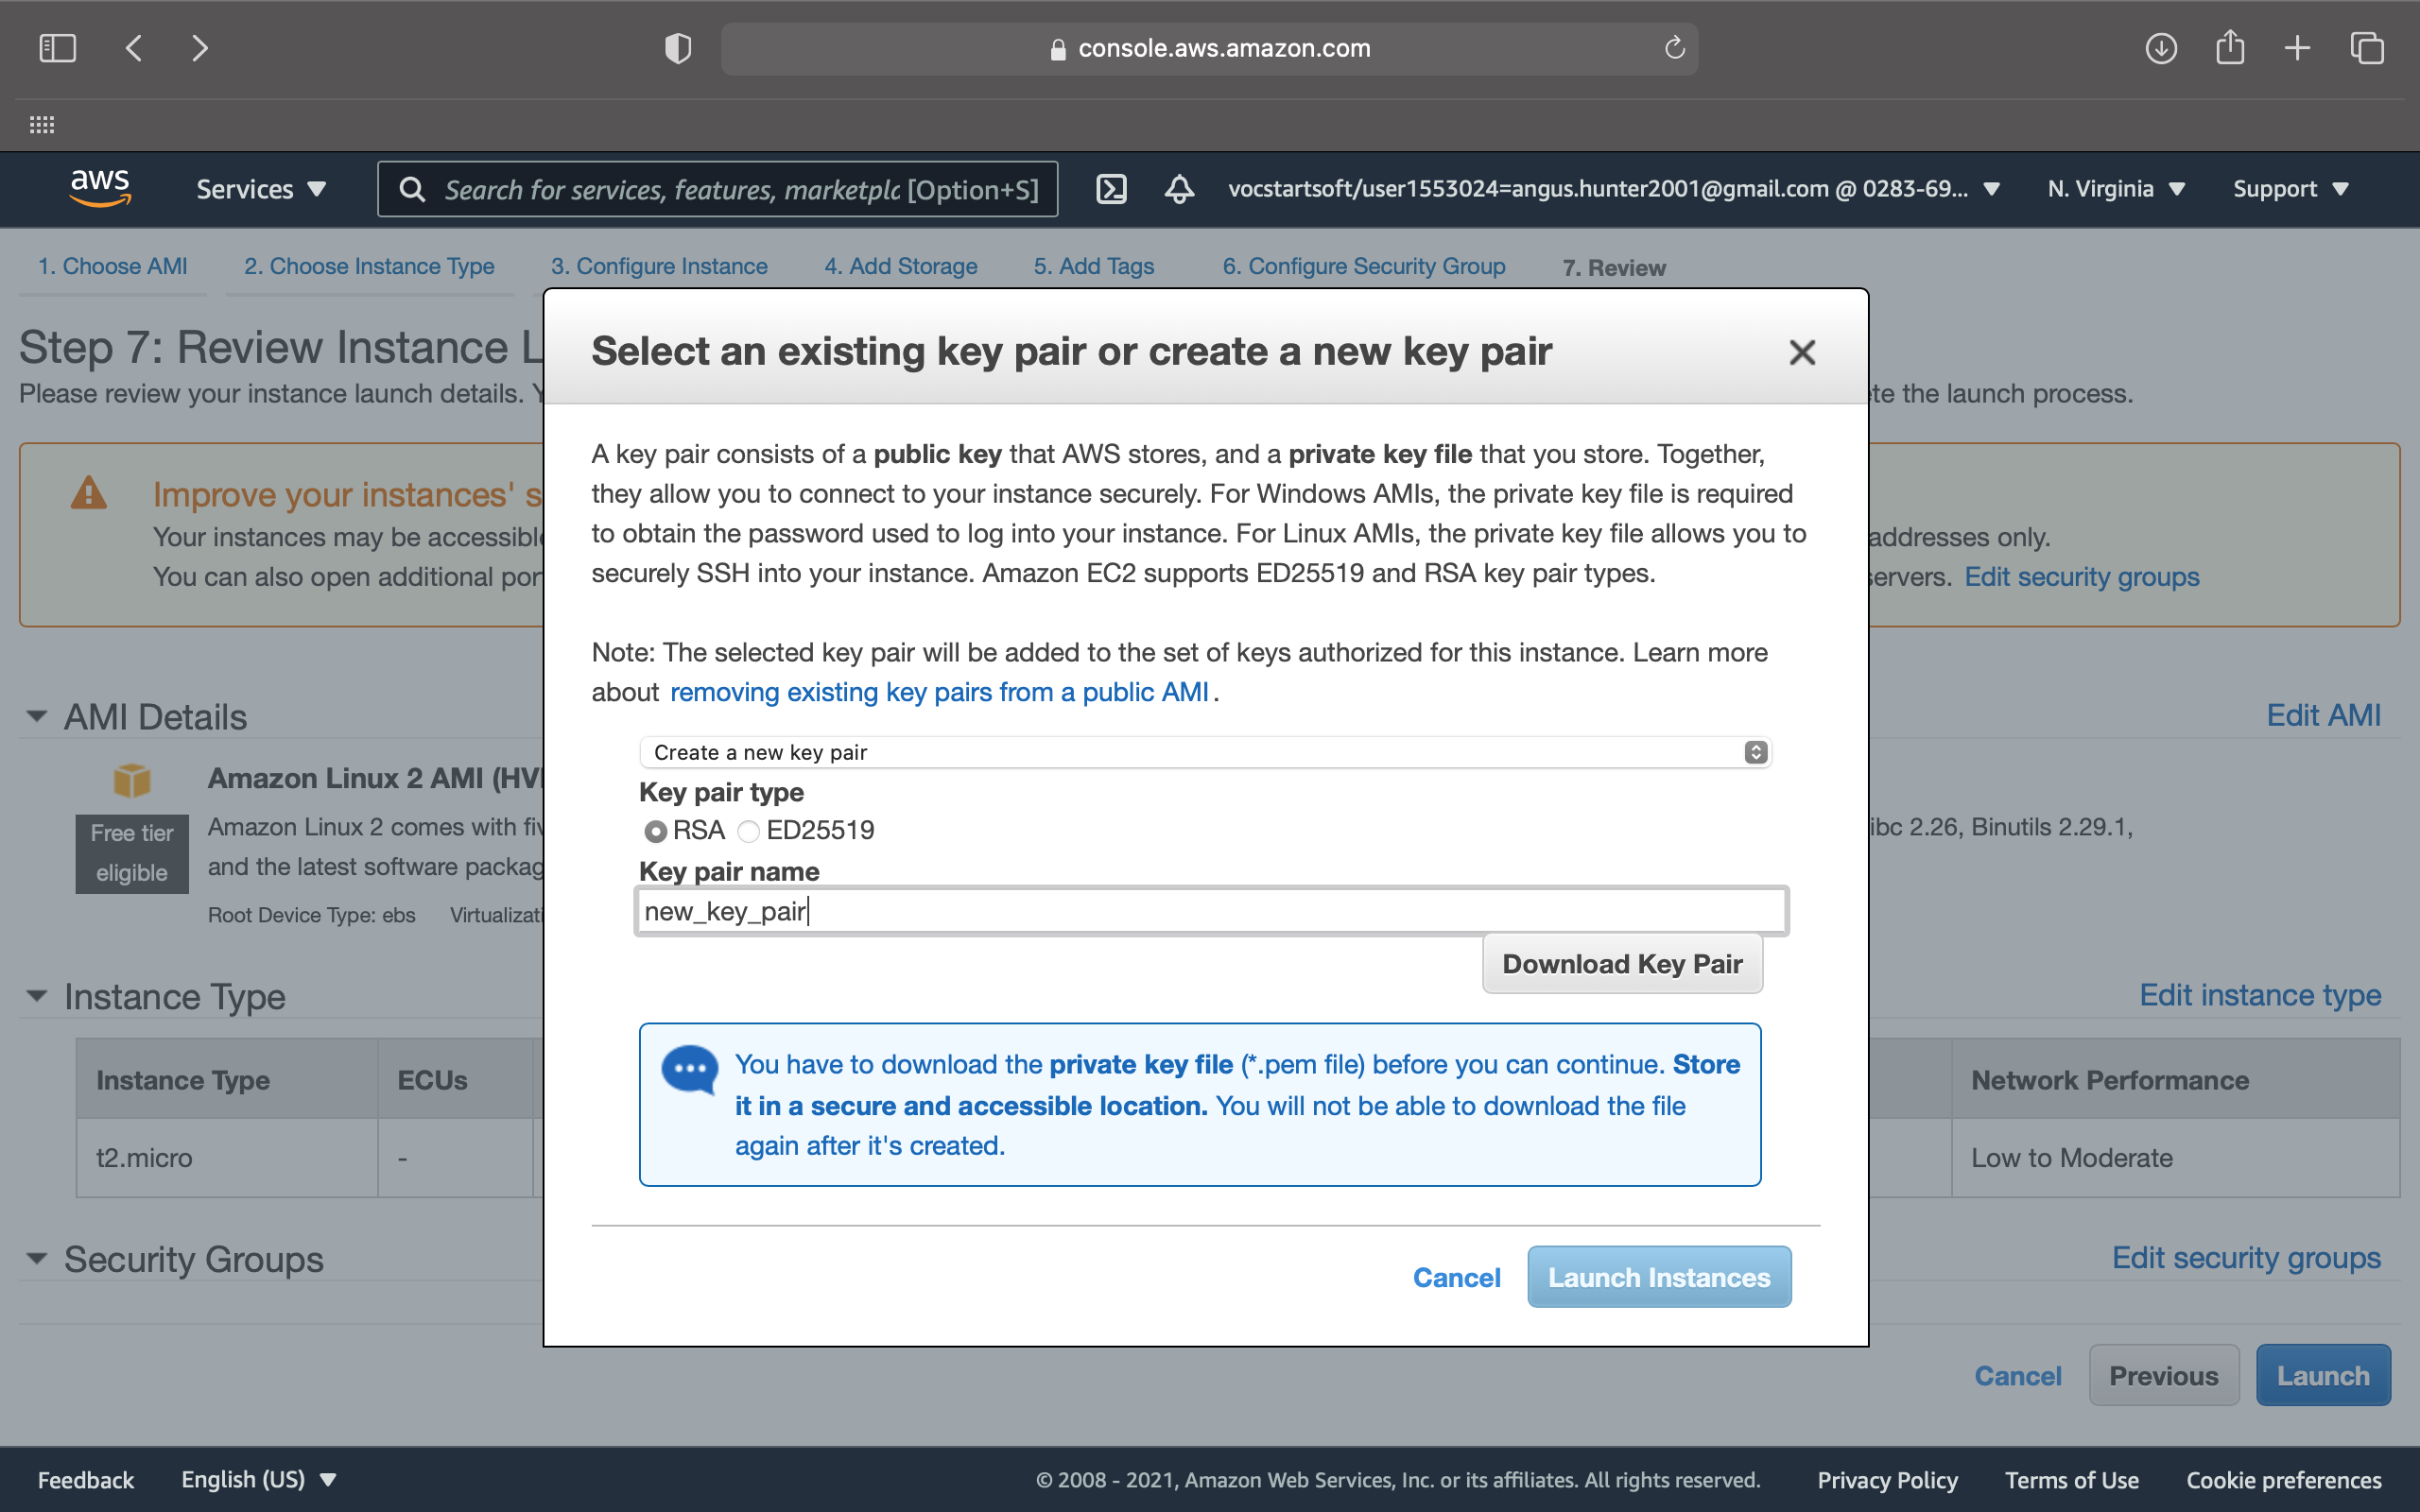 console.aws.amazon.com
aws
Services
Search for services, features, marketplc [Option+S]
vocstartsoft/user1553024=angus.hunter2001@gmail.com @ 0283-69...
N. Virginia
Support
1. Choose AMI
2. Choose Instance Type
3. Configure Instance
4. Add Storage
5. Add Tags
6. Configure Security Group
7. Review
Step 7: Review Instance L
Please review your instance launch details. Y
te the launch process.
Improve your instances' s
Your instances may be accessible
addresses only.
You can also open additional por
servers. Edit security groups
AMI Details
Edit AMI
Amazon Linux 2 AMI (HV
Free tier
eligible
Amazon Linux 2 comes with fiv
ibc 2.26, Binutils 2.29.1,
and the latest software packag
Root Device Type: ebs
Virtualizati
Instance Type
Edit instance type
Instance Type
ECUs
Network Performance
t2.micro
-
Low to Moderate
Security Groups
Edit security groups
Cancel
Previous
Launch
Select an existing key pair or create a new key pair
A key pair consists of a public key that AWS stores, and a private key file that you store. Together,
they allow you to connect to your instance securely. For Windows AMIs, the private key file is required
to obtain the password used to log into your instance. For Linux AMIs, the private key file allows you to
securely SSH into your instance. Amazon EC2 supports ED25519 and RSA key pair types.
Note: The selected key pair will be added to the set of keys authorized for this instance. Learn more
about removing existing key pairs from a public AMI.
Create a new key pair
Key pair type
RSA
ED25519
Key pair name
new_key_pair
Download Key Pair
You have to download the private key file (*.pem file) before you can continue. Store
it in a secure and accessible location. You will not be able to download the file
again after it's created.
Cancel
Launch Instances
Feedback
English (US)
© 2008 - 2021, Amazon Web Services, Inc. or its affiliates. All rights reserved.
Privacy Policy
Terms of Use
Cookie preferences